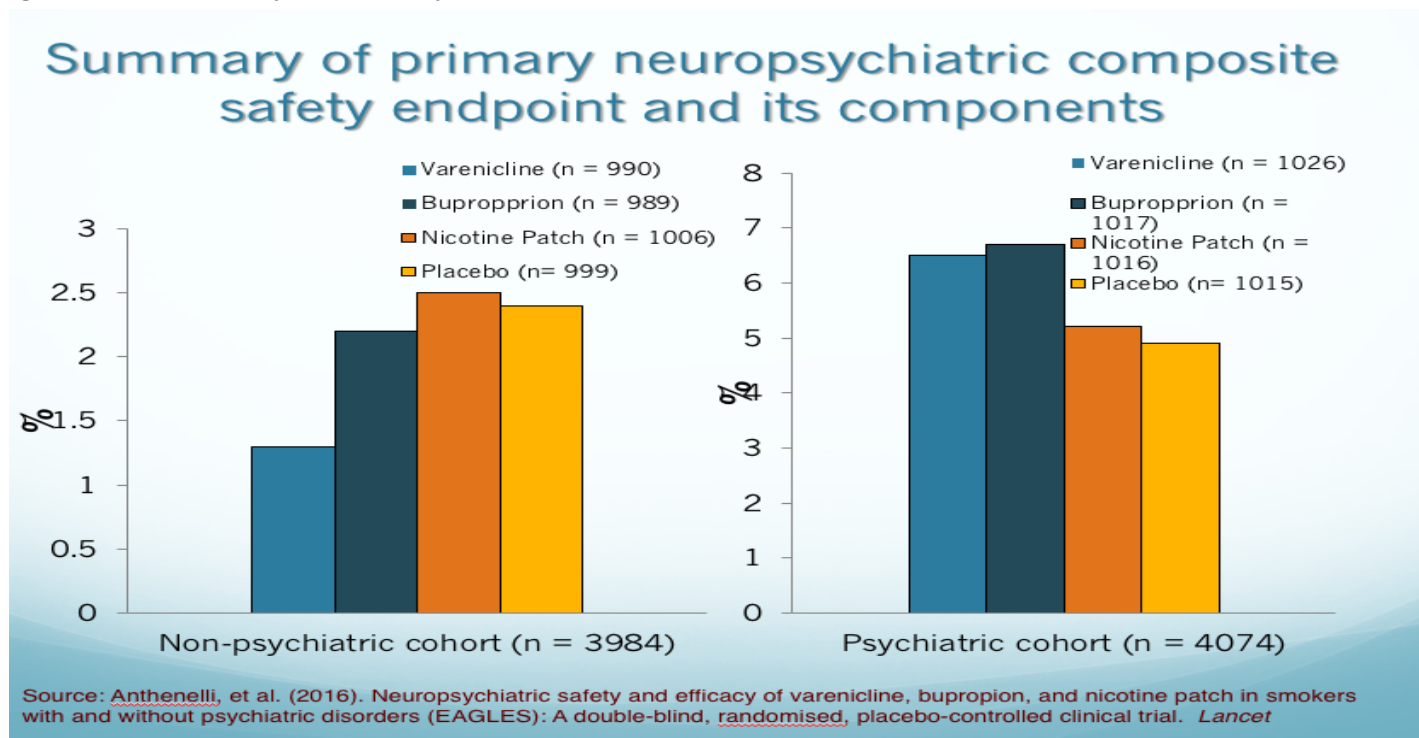 Summary of primary neuropsychiatric composite
safety endpoint and its components
Varenicline (n = 990)
Bupropprion (n = 989)
Nicotine Patch (n = 1006)
Placebo (n= 999)
3
2.5
2
1.5
1
0.5
0
%
Non-psychiatric cohort (n = 3984)
Varenicline (n = 1026)
Bupropprion (n =
1017)
Nicotine Patch (n =
1016)
Placebo (n= 1015)
8
7
6
5
4
3
2
1
0
%
Psychiatric cohort (n = 4074)
Source: Anthenelli, et al. (2016). Neuropsychiatric safety and efficacy of varenicline, bupropion, and nicotine patch in smokers
with and without psychiatric disorders (EAGLES): A double-blind, randomised, placebo-controlled clinical trial. Lancet